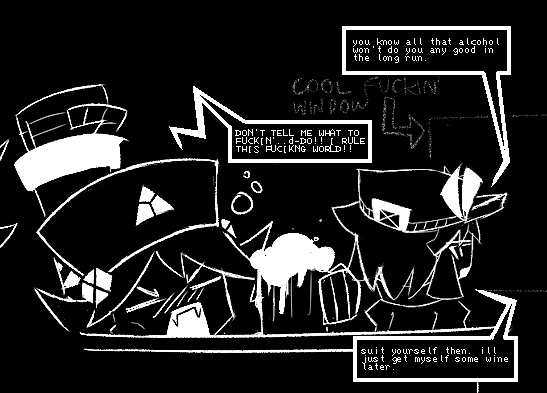 you know all that alcohol
won't do you any good in
the long run.
COOL FUCKIN'
WINDOW
DON'T TELL ME WHAT TO
FUCKIN'..d-DO!! I RULE
THIS FUCKING WORLD!!
suit yourself then. ill
just get myself some wine
later.